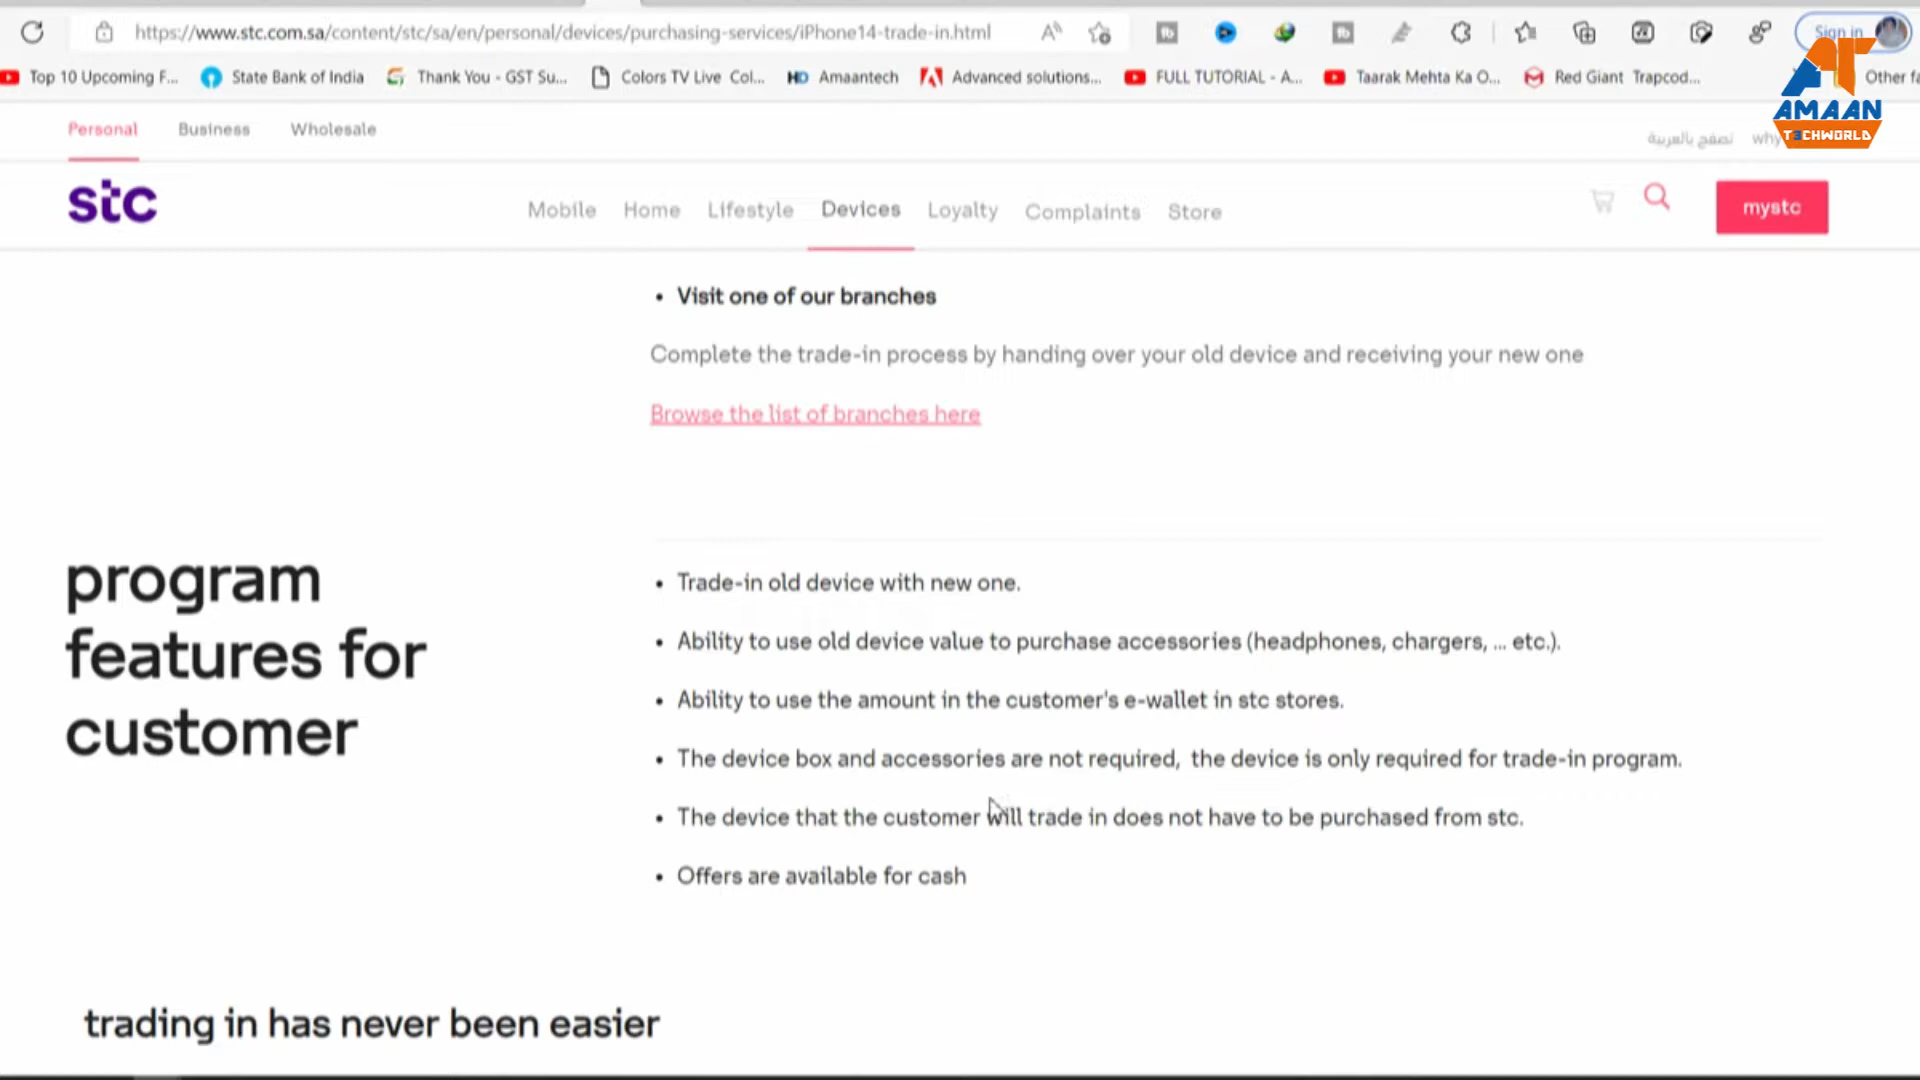 https://www.stc.com.sa/content/stc/sa/en/personal/devices/purchasing-services/iPhone14-trade-in.html
Sign in
Top 10 Upcoming F...
State Bank of India
Thank You - GST Su...
Colors TV Live Col...
HD Amaantech
Advanced solutions...
FULL TUTORIAL - A...
Taarak Mehta Ka O...
Red Giant Trapcod...
Other fa
AMAAN
TECHWORLD
Personal Business Wholesale
تصفح بالعربية why
stc
Mobile Home Lifestyle Devices Loyalty Complaints Store
mystc
• Visit one of our branches
Complete the trade-in process by handing over your old device and receiving your new one
Browse the list of branches here
program
features for
customer
• Trade-in old device with new one.
• Ability to use old device value to purchase accessories (headphones, chargers, ... etc.).
• Ability to use the amount in the customer's e-wallet in stc stores.
• The device box and accessories are not required, the device is only required for trade-in program.
• The device that the customer will trade in does not have to be purchased from stc.
• Offers are available for cash
trading in has never been easier